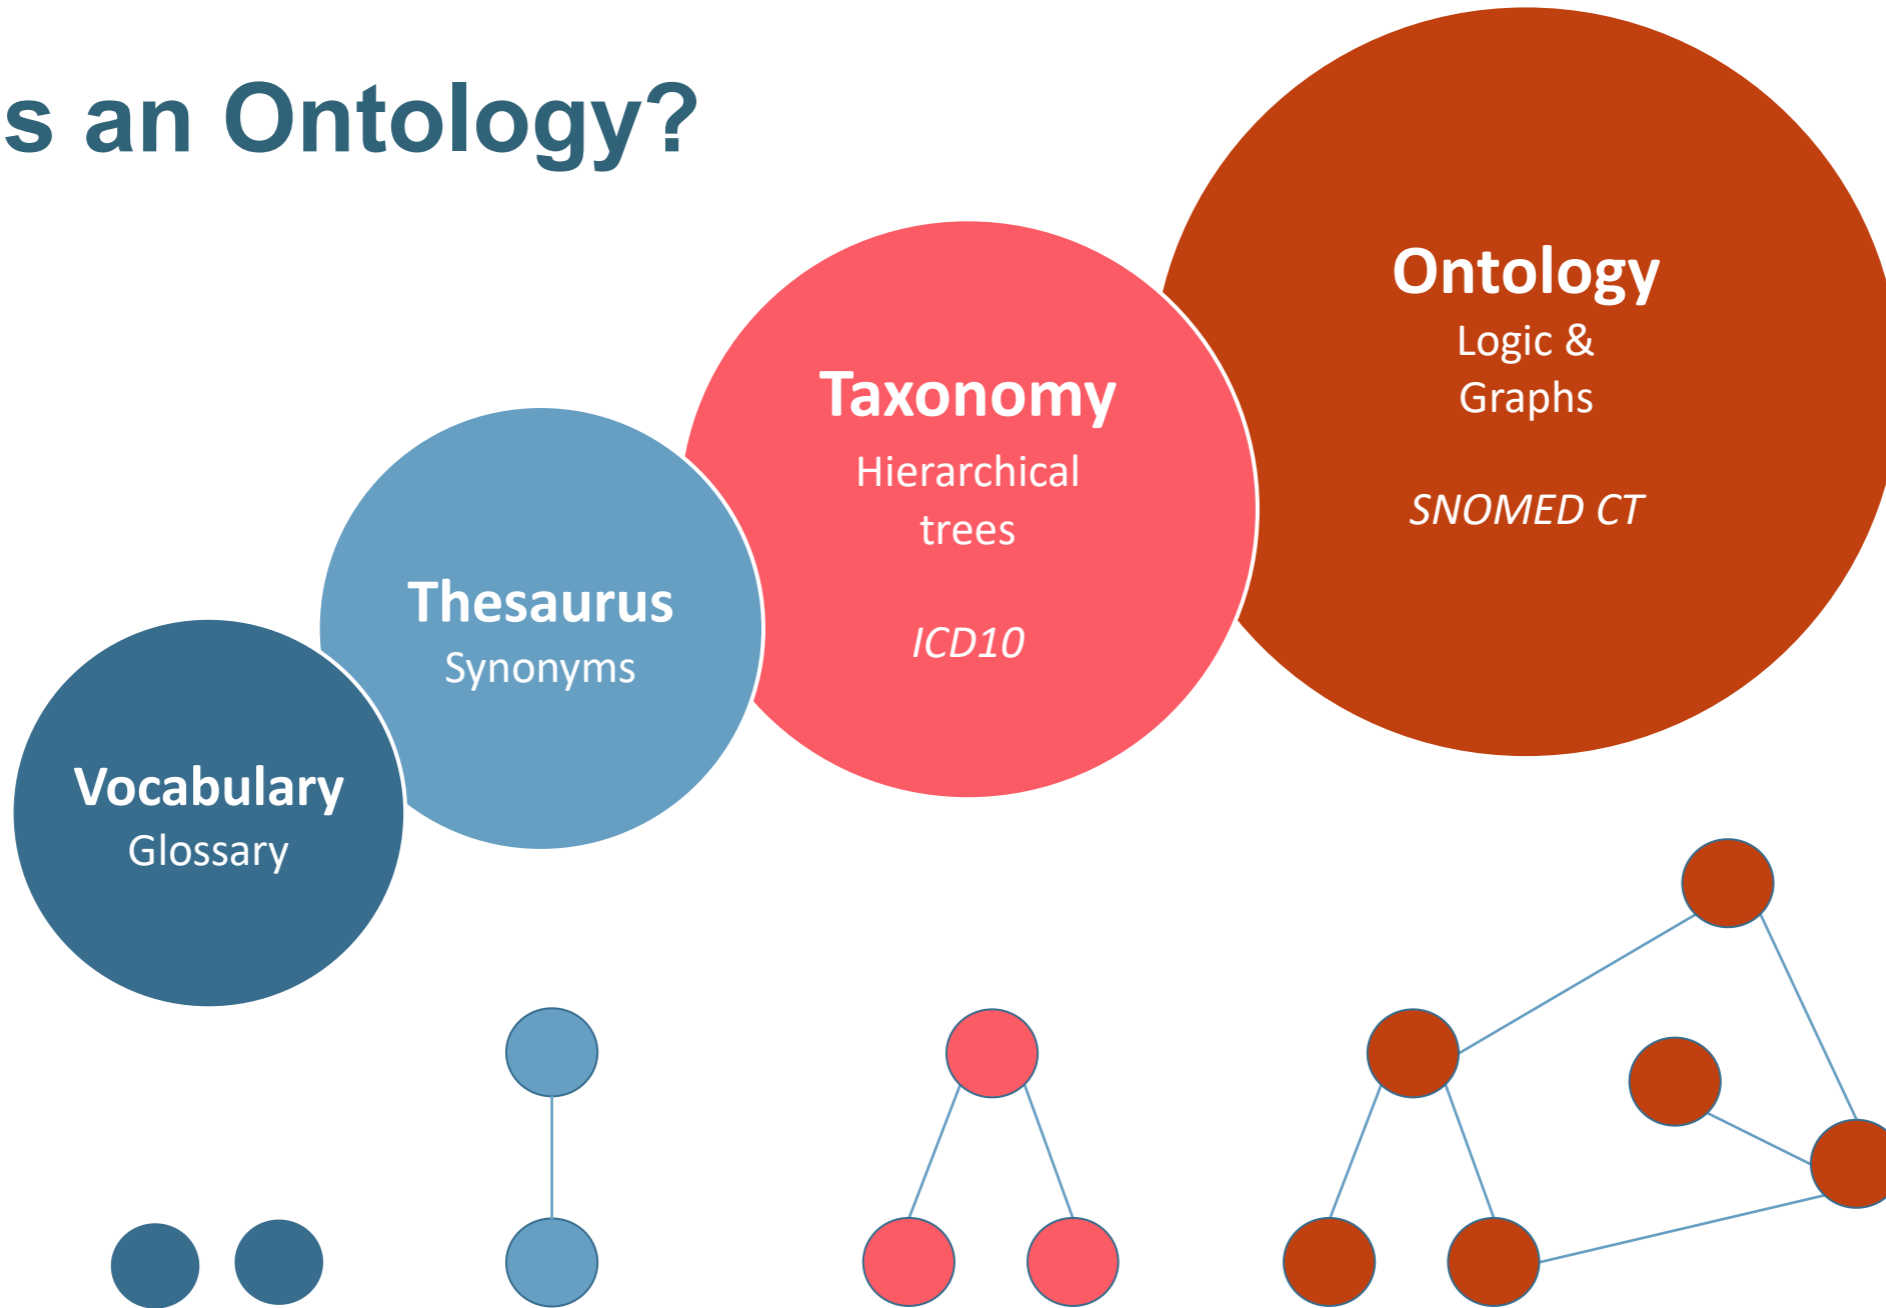 s an Ontology?
Ontology
Logic &
Graphs
SNOMED CT
Taxonomy
Hierarchical
trees
ICD10
Thesaurus
Synonyms
Vocabulary
Glossary